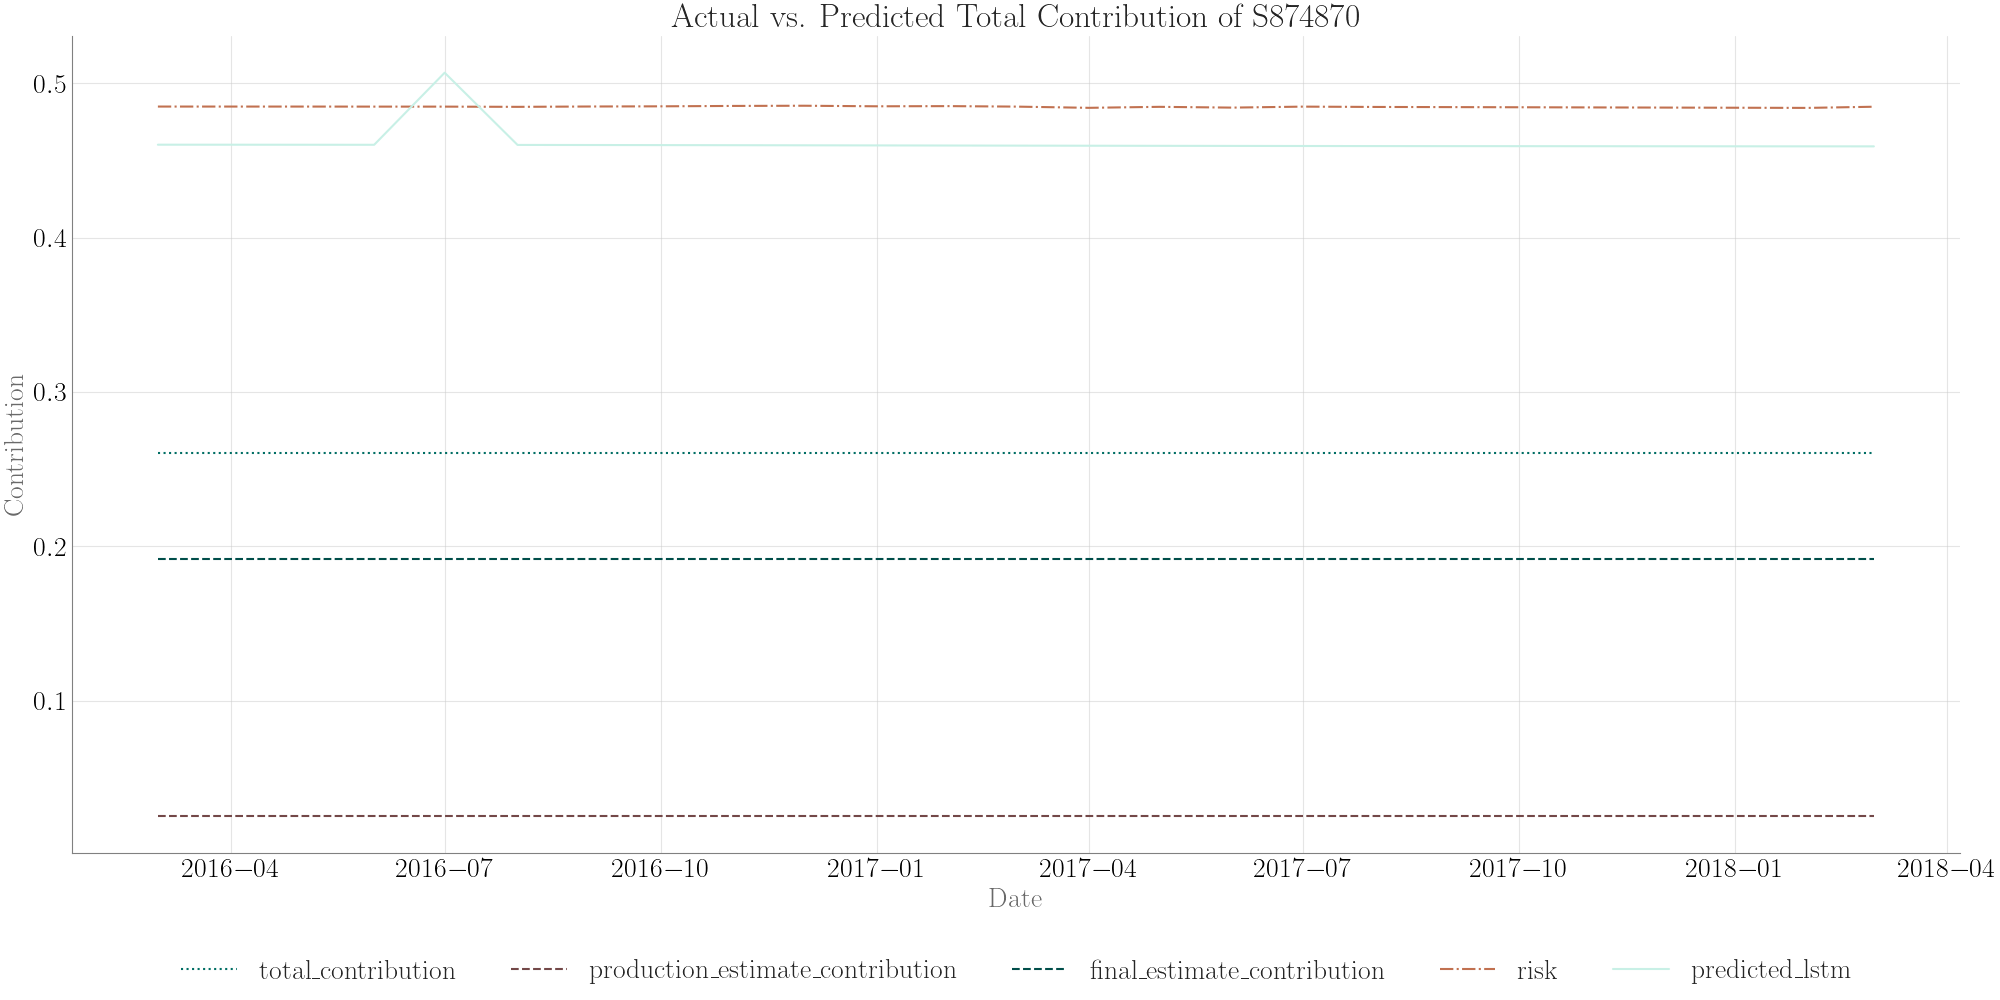 Actual vs. Predicted Total Contribution of S874870
Contribution
0.5
0.4
0.3
0.2
0.1
2016–04 2016–07 2016–10 2017–01 2017–04 2017–07 2017–10 2018–01 2018–04
Date
total_contribution production_estimate_contribution final_estimate_contribution risk predicted_lstm